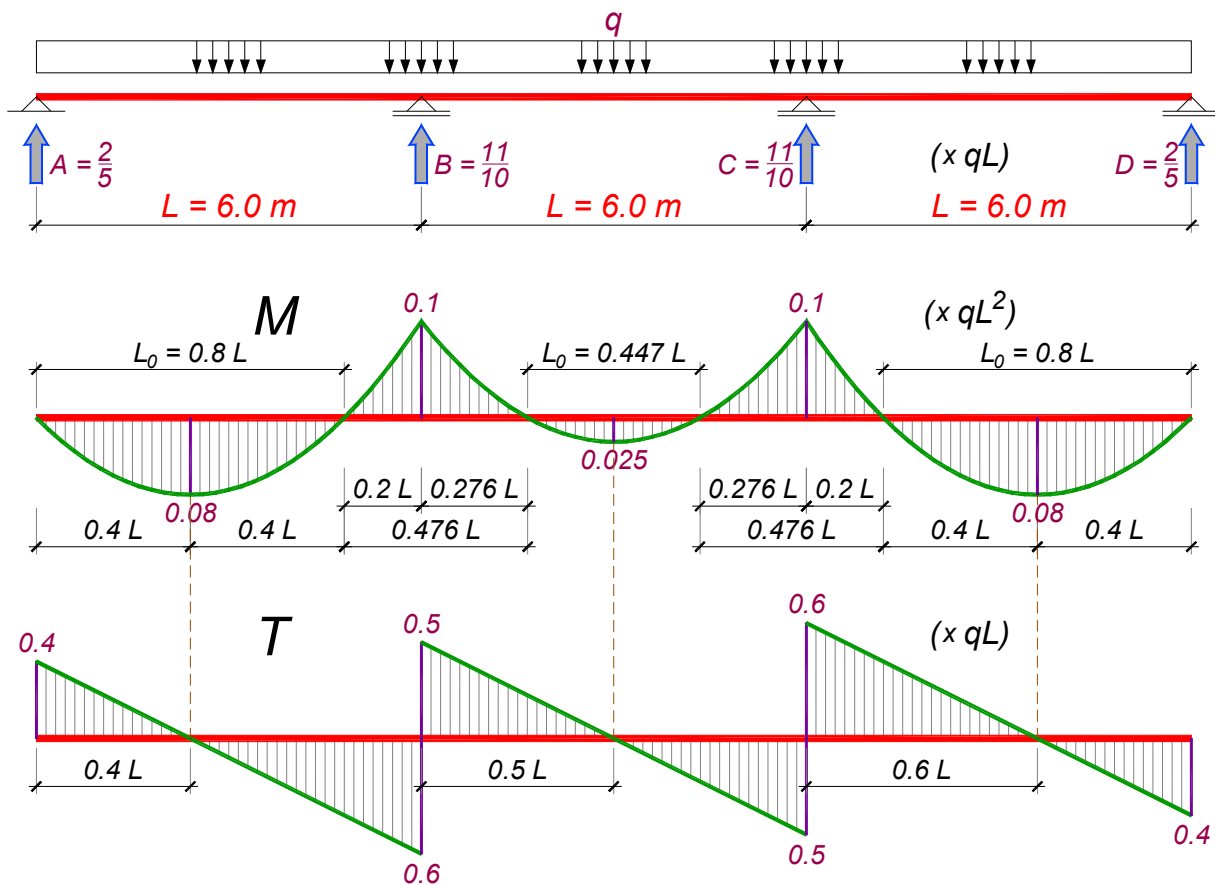 q
A = 2/5 B = 11/10 C = 11/10 (x qL) D = 2/5
L = 6.0 m L = 6.0 m L = 6.0 m
M 0.1 0.1 (x qL²)
L₀ = 0.8 L L₀ = 0.447 L L₀ = 0.8 L
0.025
0.08 0.2 L 0.276 L 0.276 L 0.2 L 0.08
0.4 L 0.4 L 0.476 L 0.476 L 0.4 L 0.4 L
T 0.4 0.5 0.6 (x qL)
0.4 L 0.5 L 0.6 L
0.6 0.5 0.4